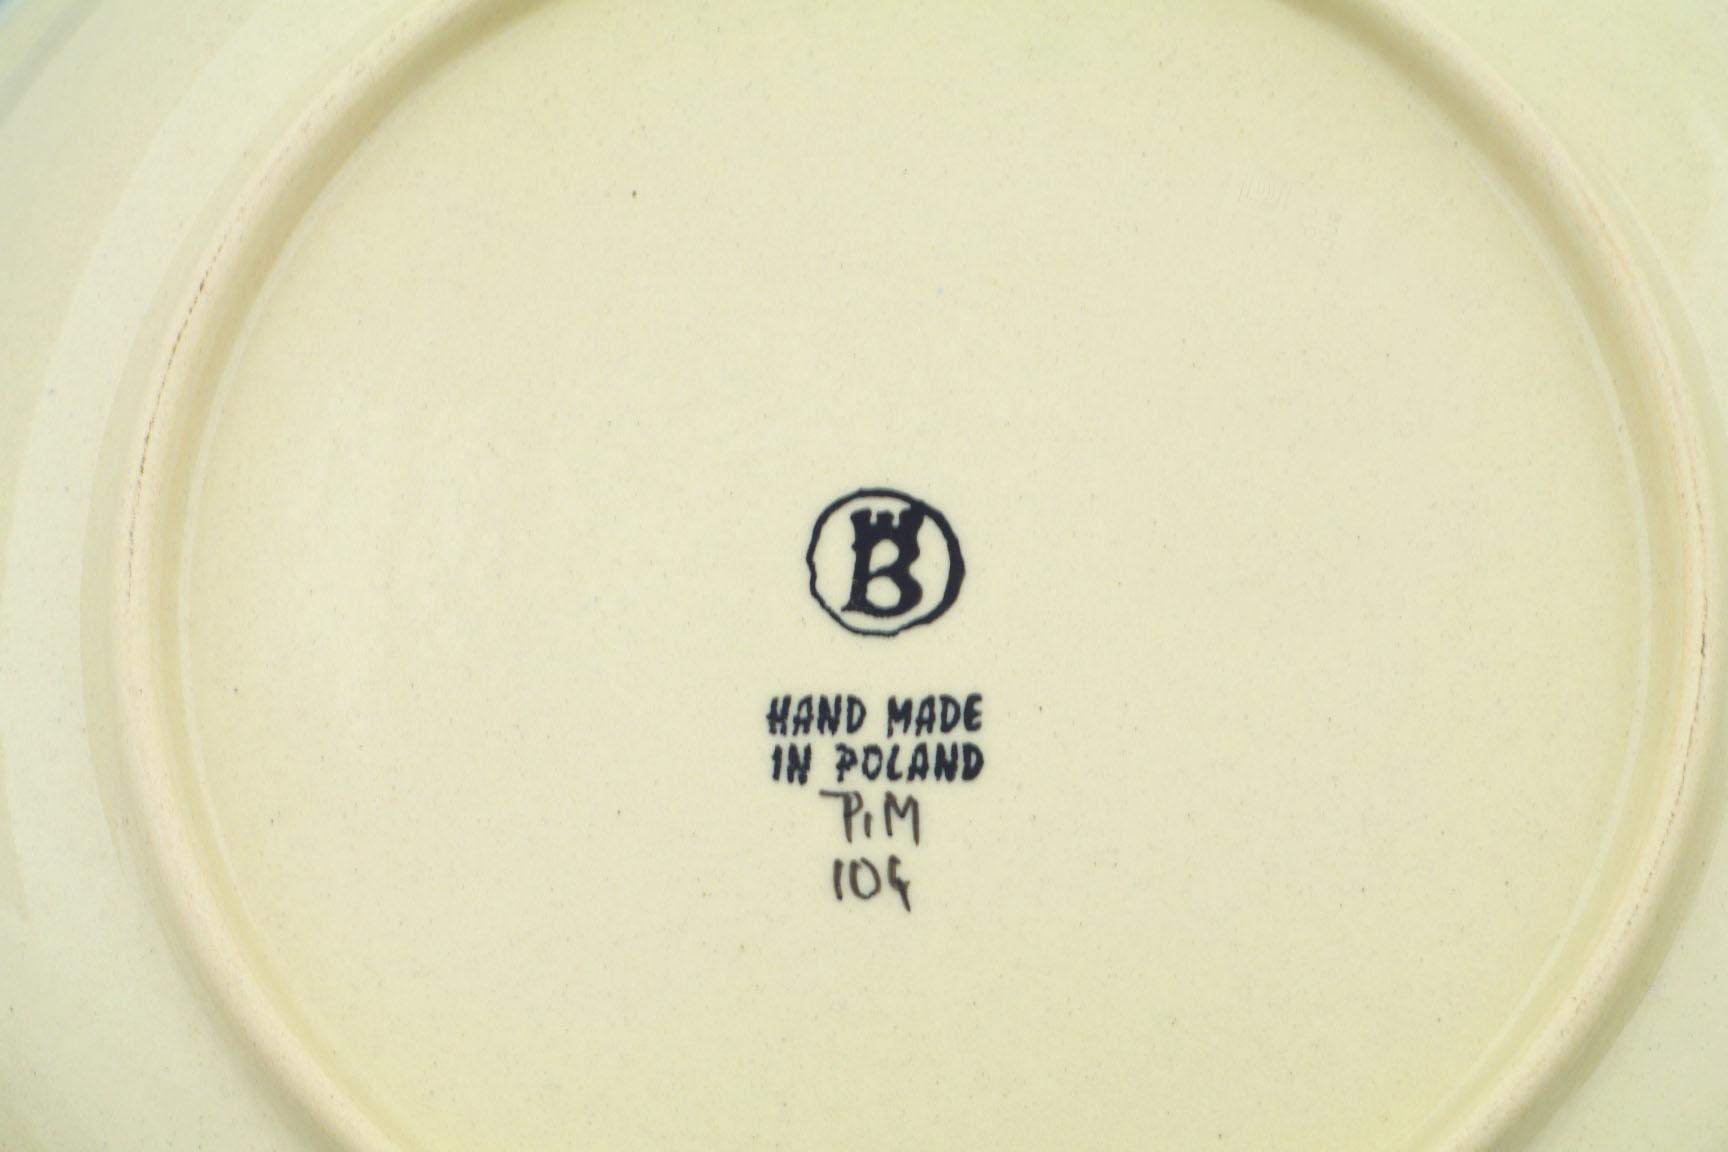 B
HAND MADE
IN POLAND
PiM
104